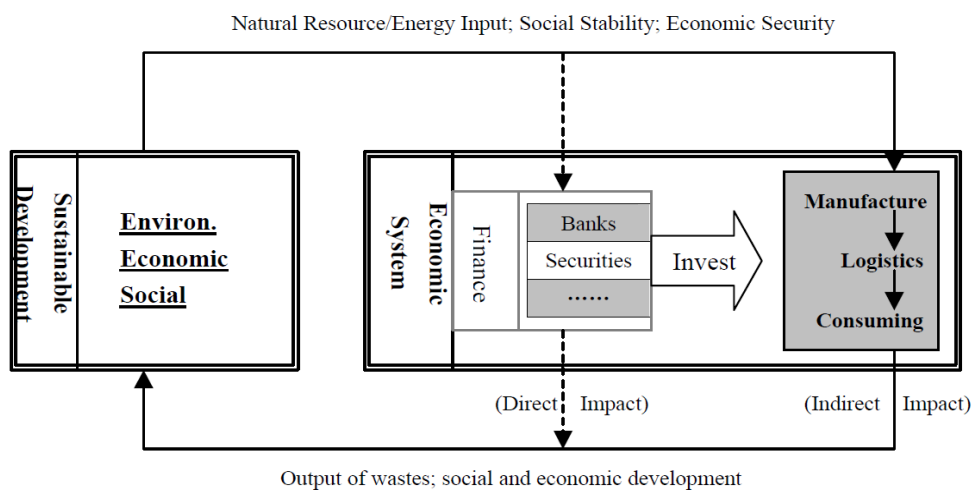 Natural Resource/Energy Input; Social Stability; Economic Security
Sustainable
Development
Environ.
Economic
Social
Economic
System
Finance
Banks
Securities
......
Invest
Manufacture
Logistics
Consuming
(Direct Impact)
(Indirect Impact)
Output of wastes; social and economic development